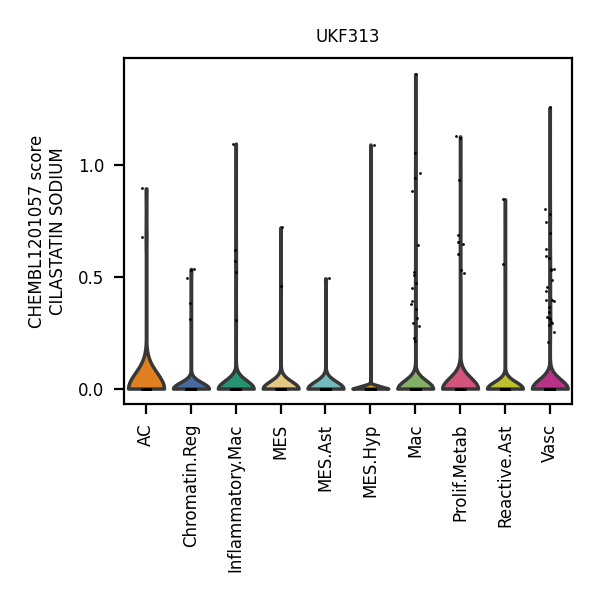 UKF313
CHEMBL1201057 score
CILASTATIN SODIUM
1.0
0.5
0.0
AC
Chromatin.Reg
Inflammatory.Mac
MES
MES.Ast
MES.Hyp
Mac
Prolif.Metab
Reactive.Ast
Vasc